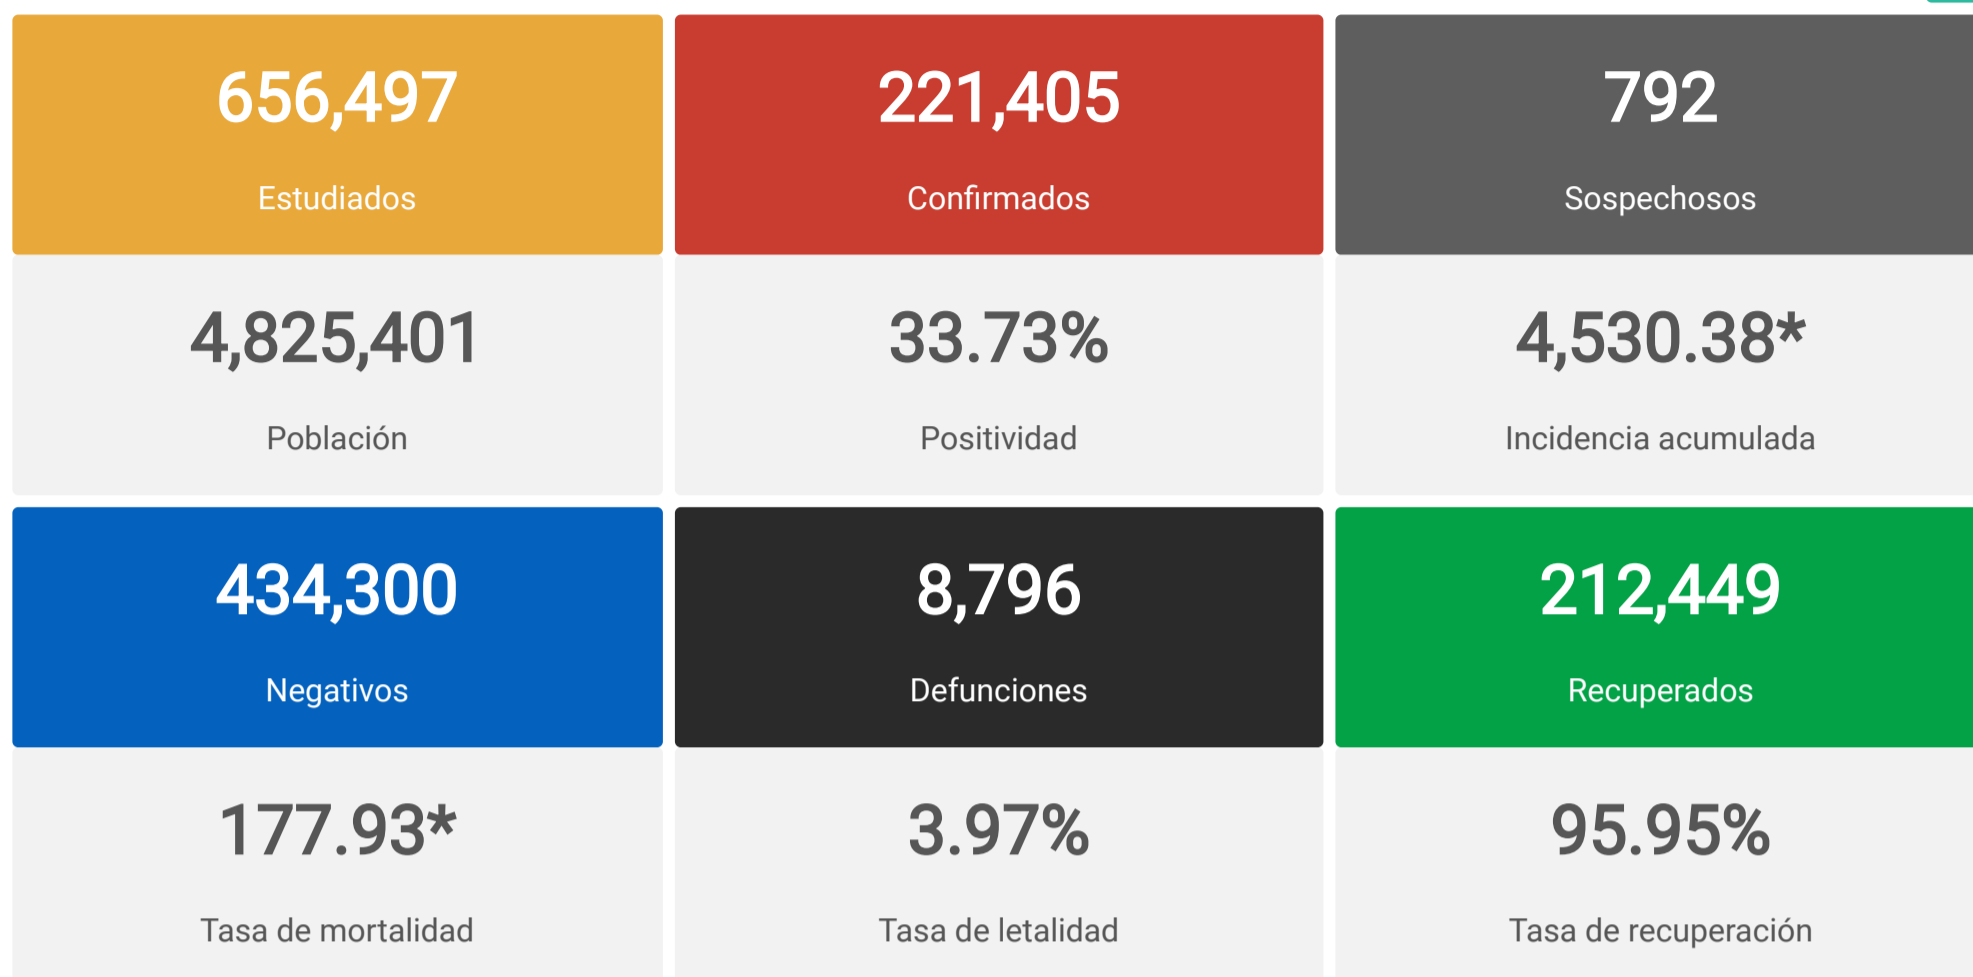 656,497
Estudiados
221,405
Confirmados
792
Sospechosos
4,825,401
Población
33.73%
Positividad
4,530.38*
Incidencia acumulada
434,300
Negativos
8,796
Defunciones
212,449
Recuperados
177.93*
Tasa de mortalidad
3.97%
Tasa de letalidad
95.95%
Tasa de recuperación